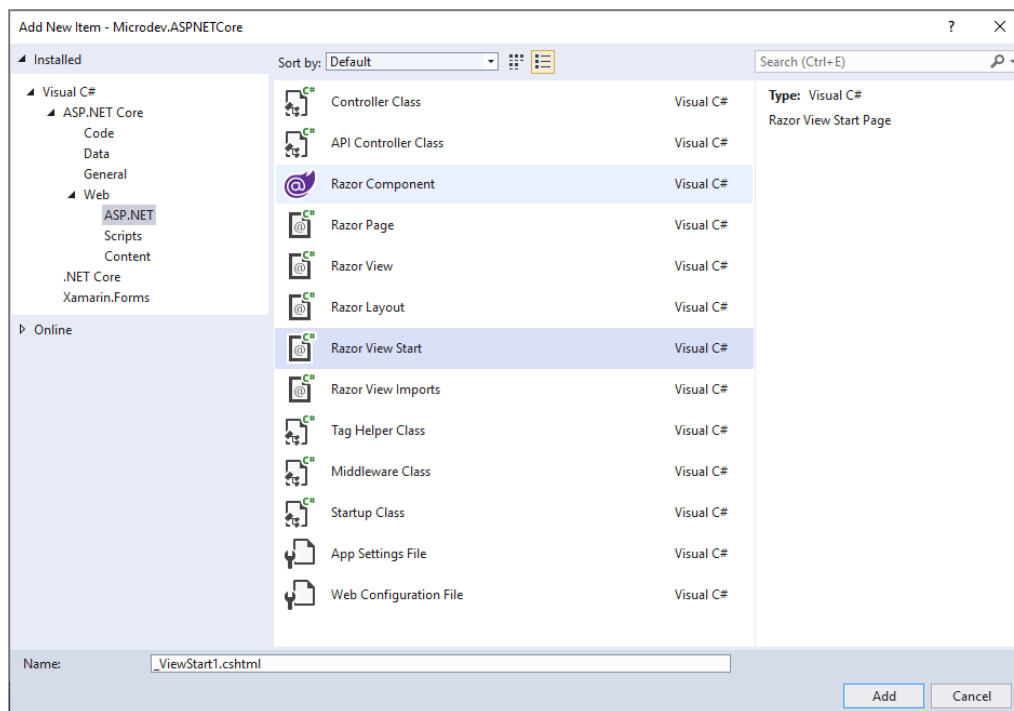 Add New Item - Microdev.ASPNETCore
?
Installed
Sort by: Default
Search (Ctrl+E)
Visual C#
ASP.NET Core
Code
Data
General
Web
ASP.NET
Scripts
Content
.NET Core
Xamarin.Forms
Online
C# Controller Class Visual C#
C# API Controller Class Visual C#
@ Razor Component Visual C#
C# @ Razor Page Visual C#
C# @ Razor View Visual C#
C# @ Razor Layout Visual C#
C# @ Razor View Start Visual C#
C# @ Razor View Imports Visual C#
C# Tag Helper Class Visual C#
C# Middleware Class Visual C#
C# Startup Class Visual C#
App Settings File Visual C#
Web Configuration File Visual C#
Type: Visual C#
Razor View Start Page
Name: _ViewStart1.cshtml
Add Cancel